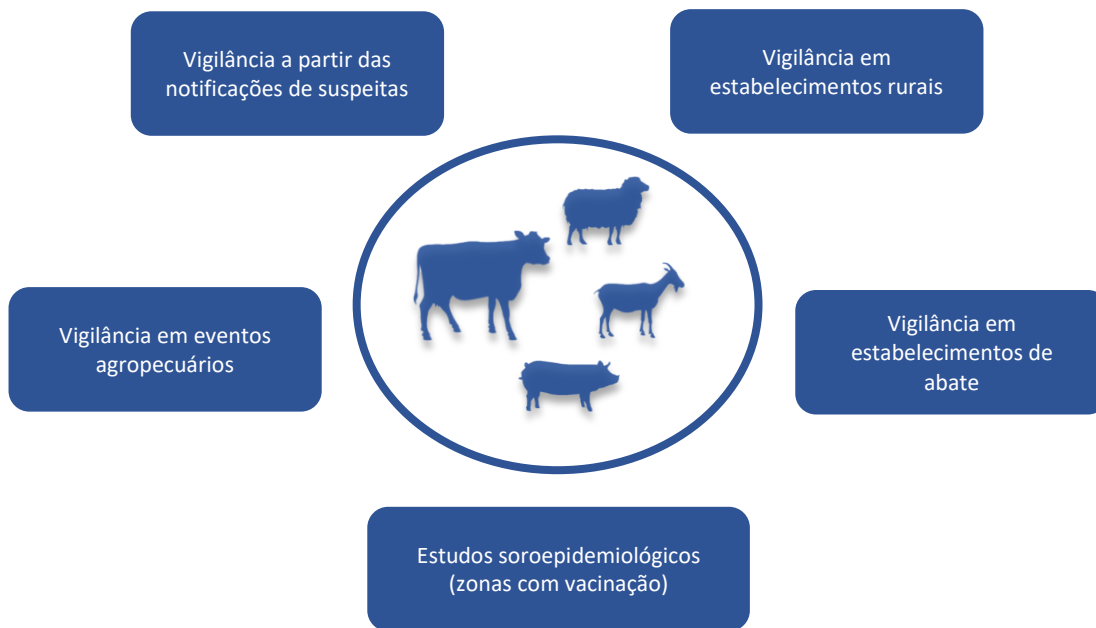 Vigilância a partir das
notificações de suspeitas
Vigilância em
estabelecimentos rurais
Vigilância em eventos
agropecuários
Vigilância em
estabelecimentos de
abate
Estudos soroepidemiológicos
(zonas com vacinação)